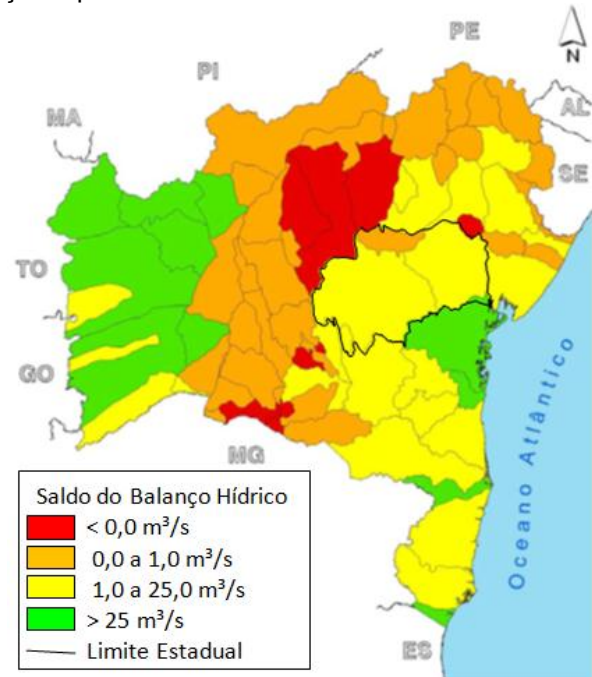 PE
PI
N
AL
MA
SE
TO
GO
MG
Oceano Atlântico
Saldo do Balanço Hídrico
< 0,0 m³/s
0,0 a 1,0 m³/s
1,0 a 25,0 m³/s
> 25 m³/s
Limite Estadual
ES